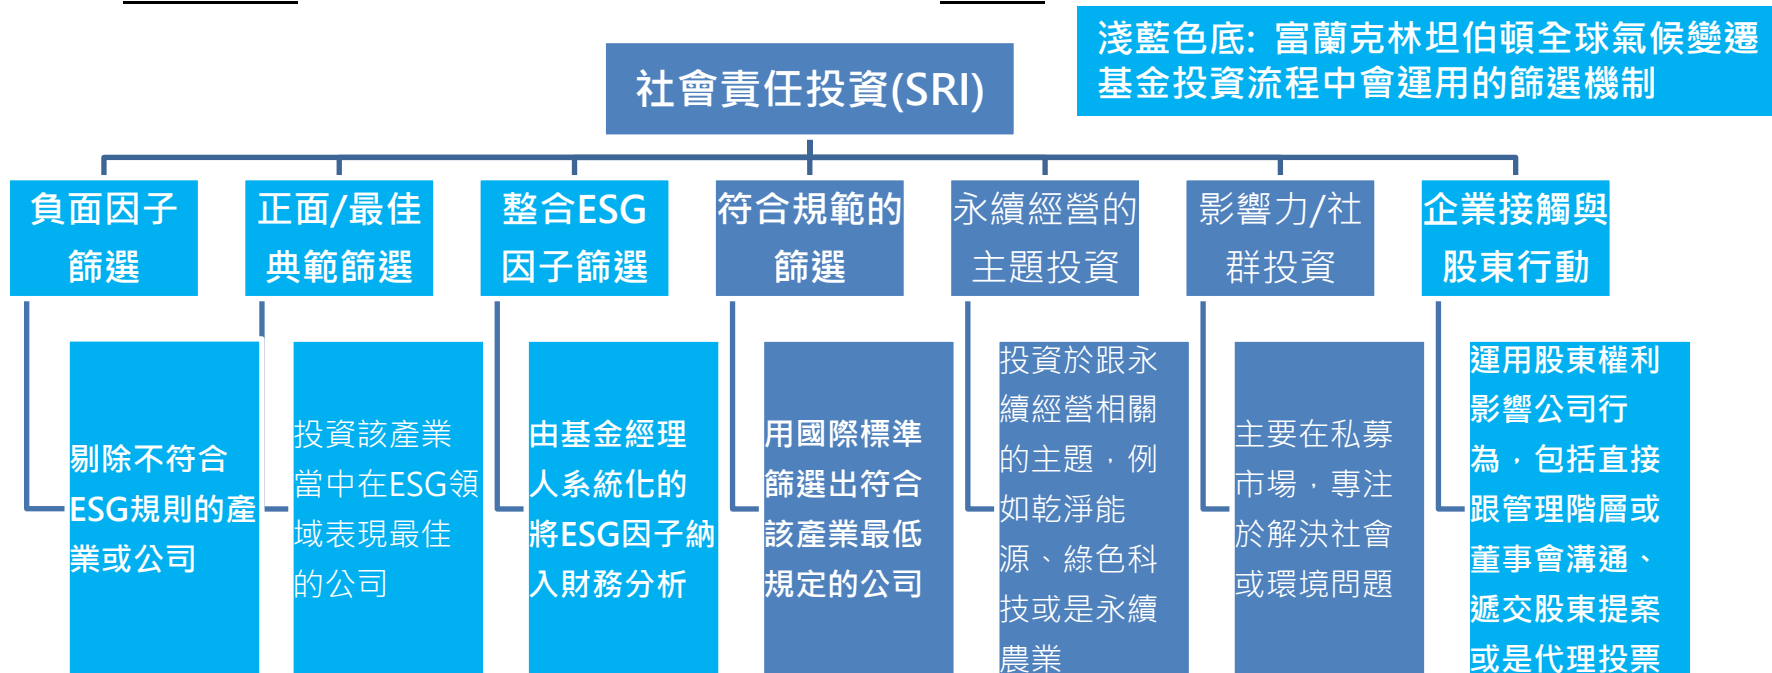 淺藍色底: 富蘭克林坦伯頓全球氣候變遷
基金投資流程中會運用的篩選機制
社會責任投資(SRI)
負面因子
篩選
正面/最佳
典範篩選
整合ESG
因子篩選
符合規範的
篩選
永續經營的
主題投資
影響力/社
群投資
企業接觸與
股東行動
剔除不符合
ESG規則的產
業或公司
投資該產業
當中在ESG領
域表現最佳
的公司
由基金經理
人系統化的
將ESG因子納
入財務分析
用國際標準
篩選出符合
該產業最低
規定的公司
投資於跟永
續經營相關
的主題，例
如乾淨能
源、綠色科
技或是永續
農業
主要在私募
市場，專注
於解決社會
或環境問題
運用股東權利
影響公司行
為，包括直接
跟管理階層或
董事會溝通、
遞交股東提案
或是代理投票